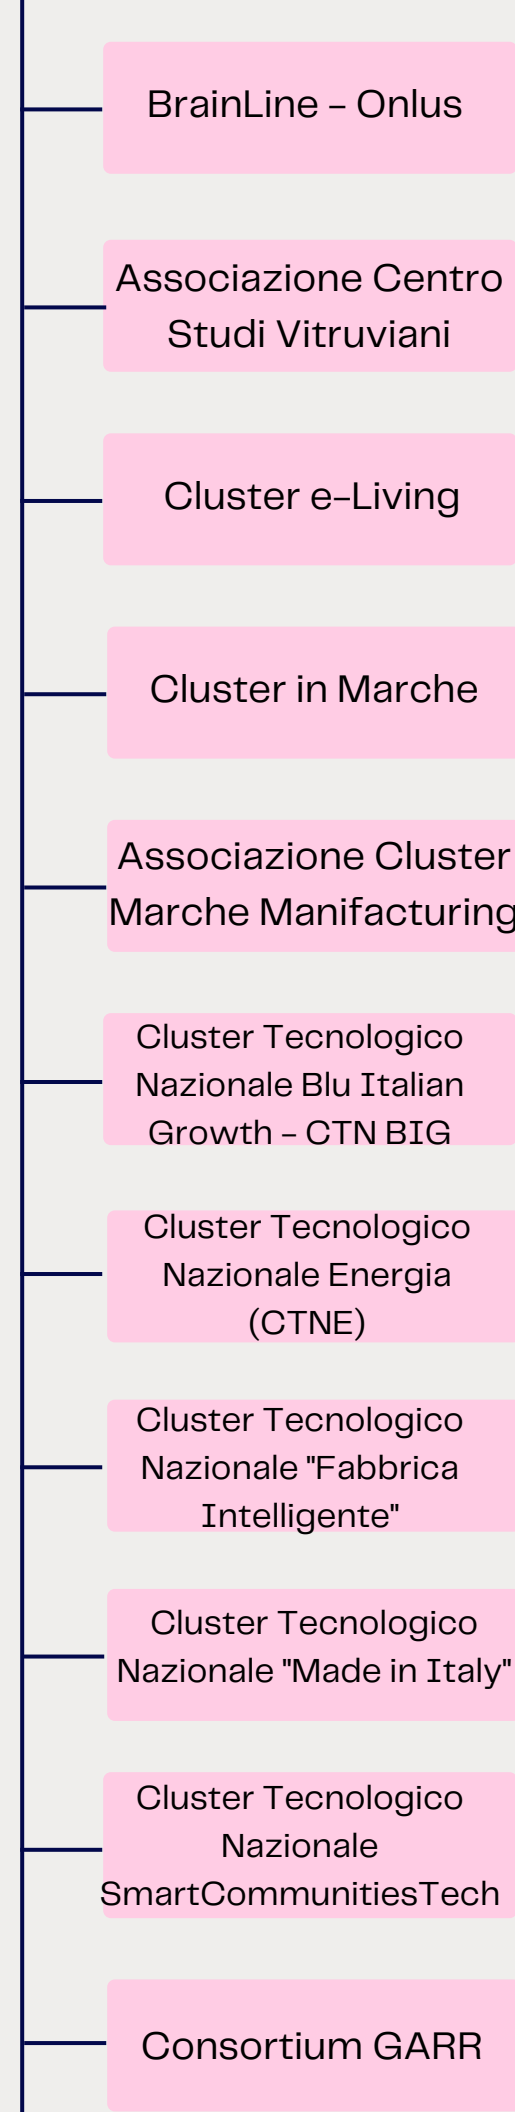 BrainLine - Onlus
Associazione Centro
Studi Vitruviani
Cluster e-Living
Cluster in Marche
Associazione Cluster
Marche Manifacturing
Cluster Tecnologico
Nazionale Blu Italian
Growth - CTN BIG
Cluster Tecnologico
Nazionale Energia
(CTNE)
Cluster Tecnologico
Nazionale "Fabbrica
Intelligente"
Cluster Tecnologico
Nazionale "Made in Italy"
Cluster Tecnologico
Nazionale
SmartCommunitiesTech
Consortium GARR